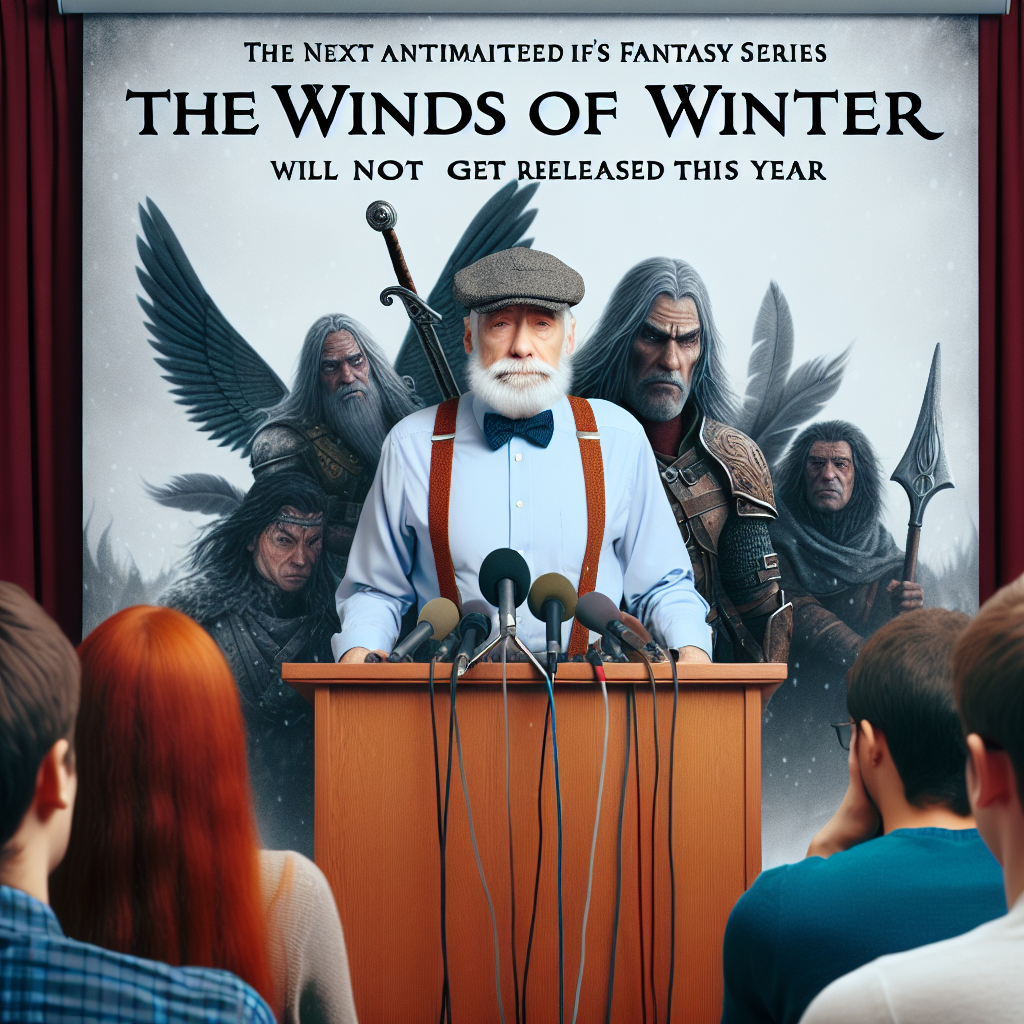 The Next antimaiteed if's Fantasy Series
The Winds of Winter
will not get reeleased this year